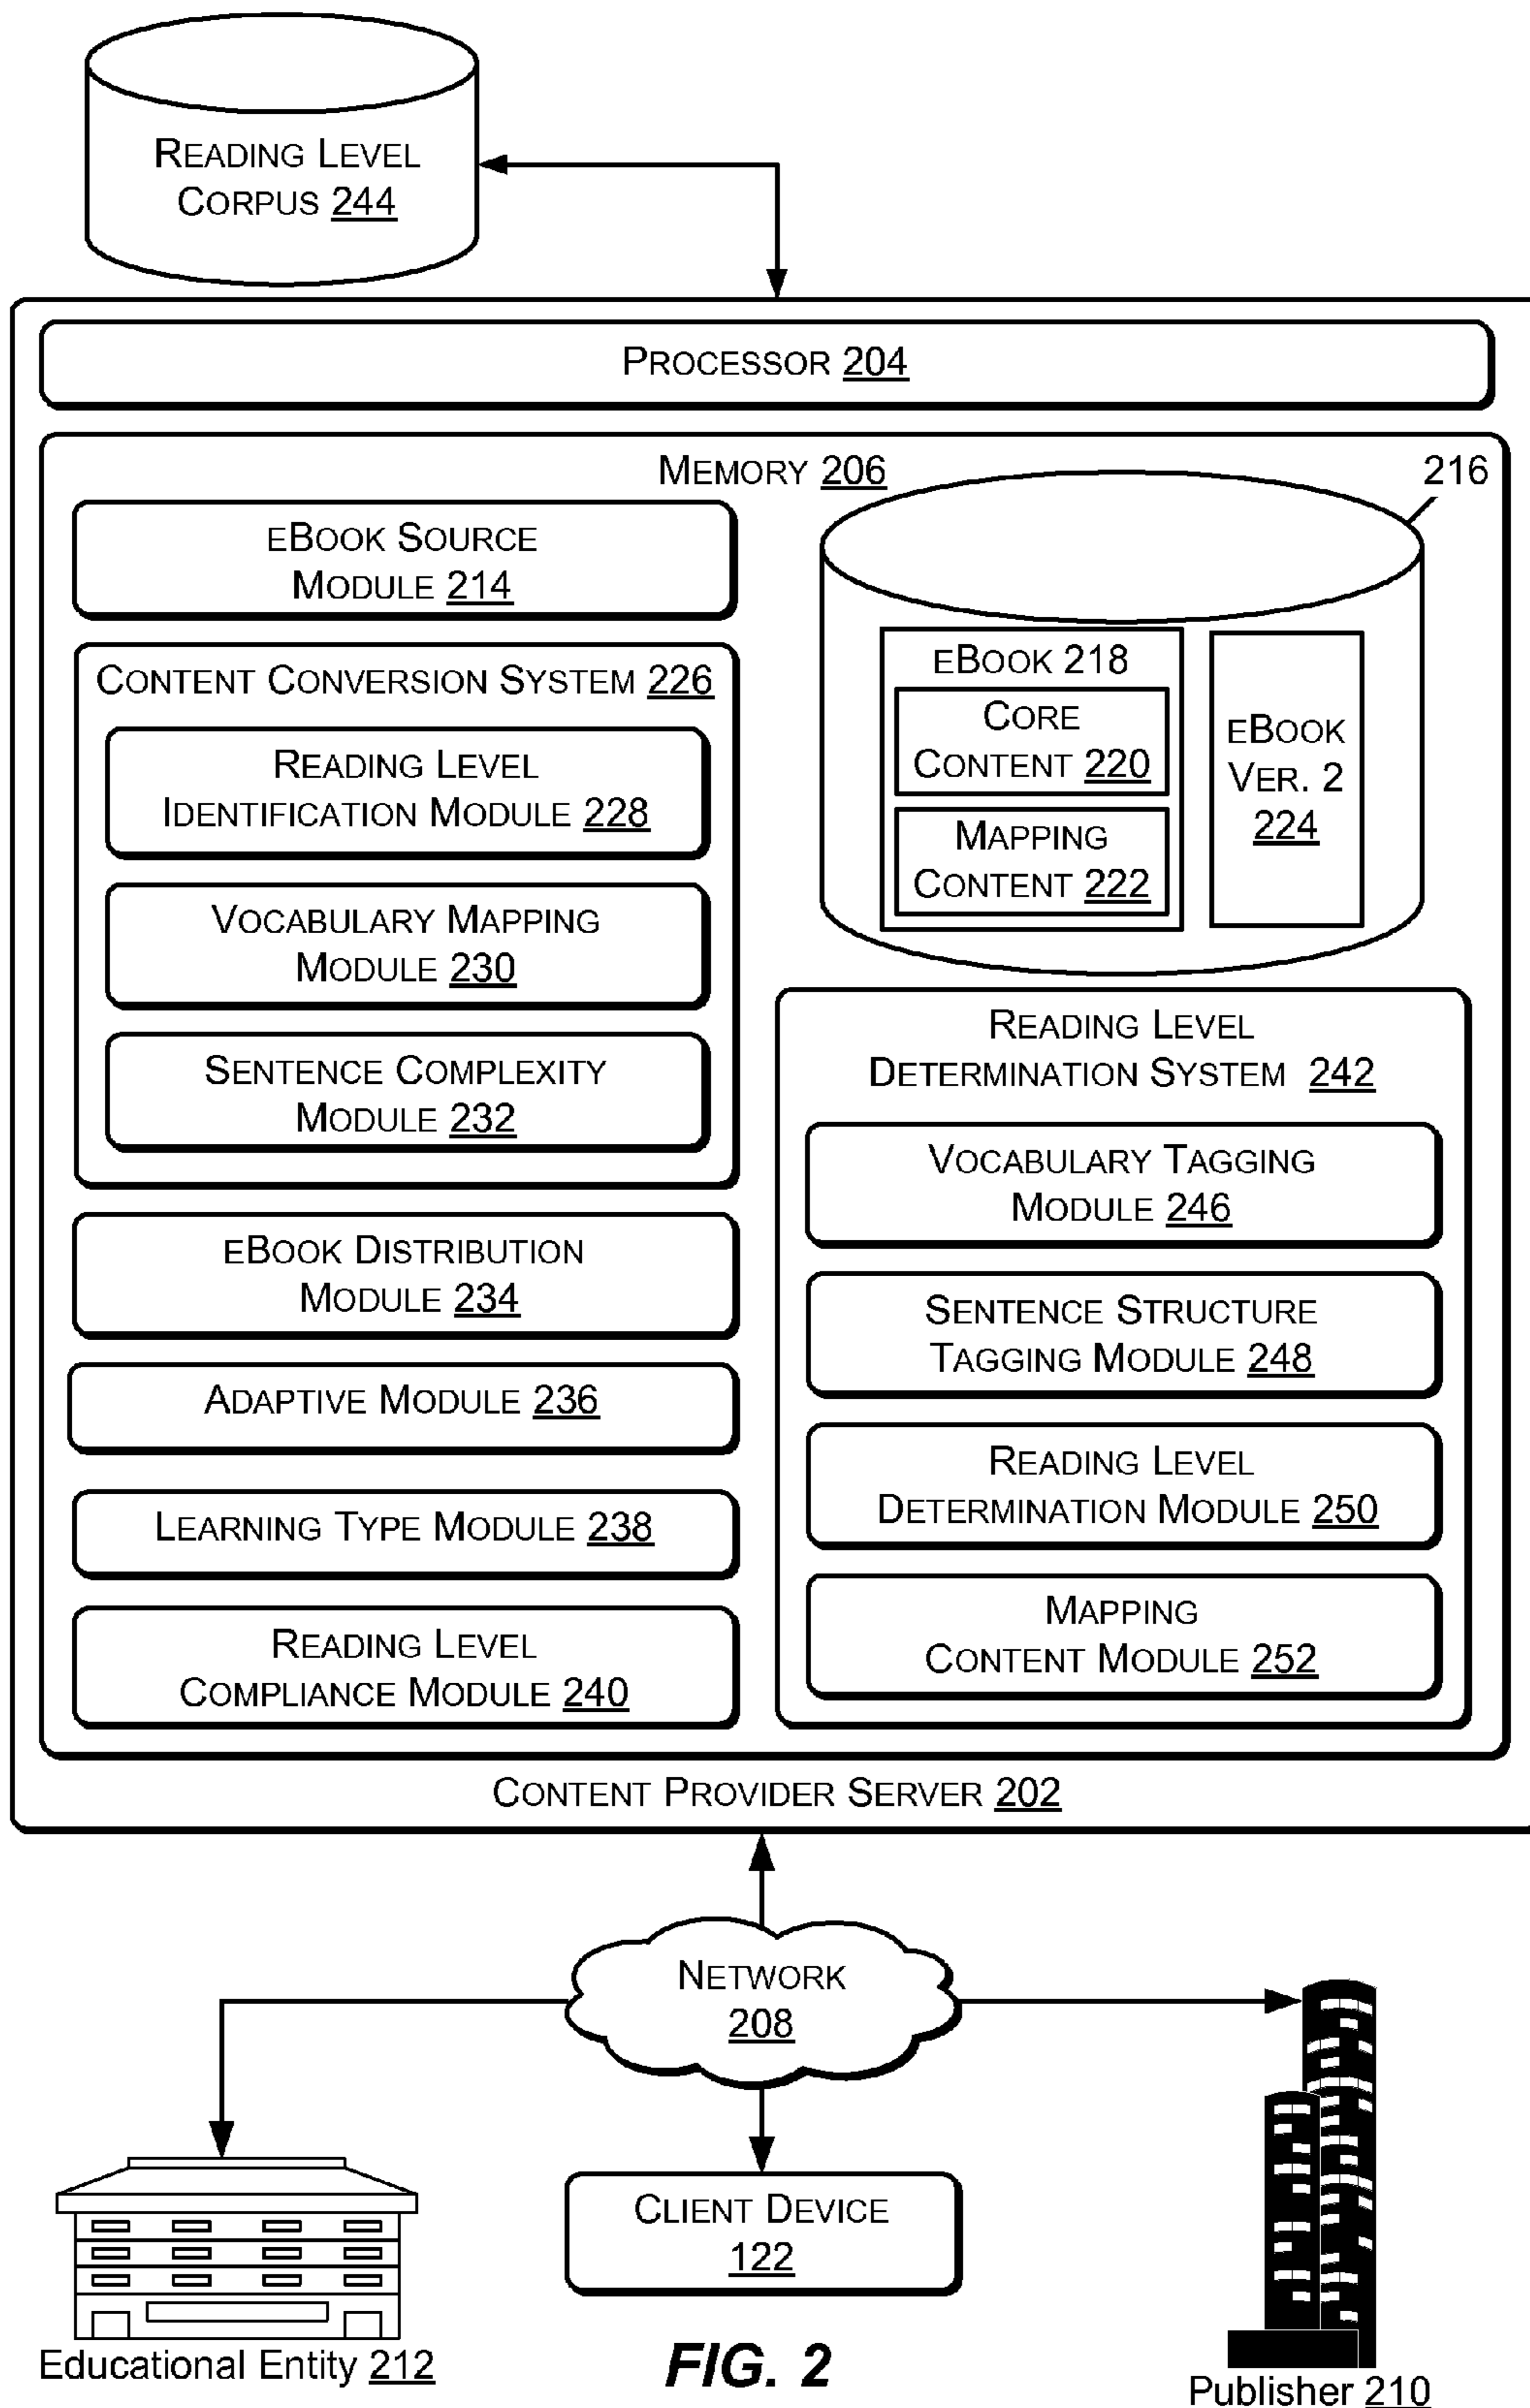 READING LEVEL
CORPUS 244
PROCESSOR 204
MEMORY 206
216
EBOOK SOURCE
MODULE 214
CONTENT CONVERSION SYSTEM 226
READING LEVEL
IDENTIFICATION MODULE 228
VOCABULARY MAPPING
MODULE 230
SENTENCE COMPLEXITY
MODULE 232
EBOOK DISTRIBUTION
MODULE 234
ADAPTIVE MODULE 236
LEARNING TYPE MODULE 238
READING LEVEL
COMPLIANCE MODULE 240
EBOOK 218
CORE
CONTENT 220
MAPPING
CONTENT 222
EBOOK
VER. 2
224
READING LEVEL
DETERMINATION SYSTEM 242
VOCABULARY TAGGING
MODULE 246
SENTENCE STRUCTURE
TAGGING MODULE 248
READING LEVEL
DETERMINATION MODULE 250
MAPPING
CONTENT MODULE 252
CONTENT PROVIDER SERVER 202
NETWORK
208
CLIENT DEVICE
122
Educational Entity 212
FIG. 2
Publisher 210